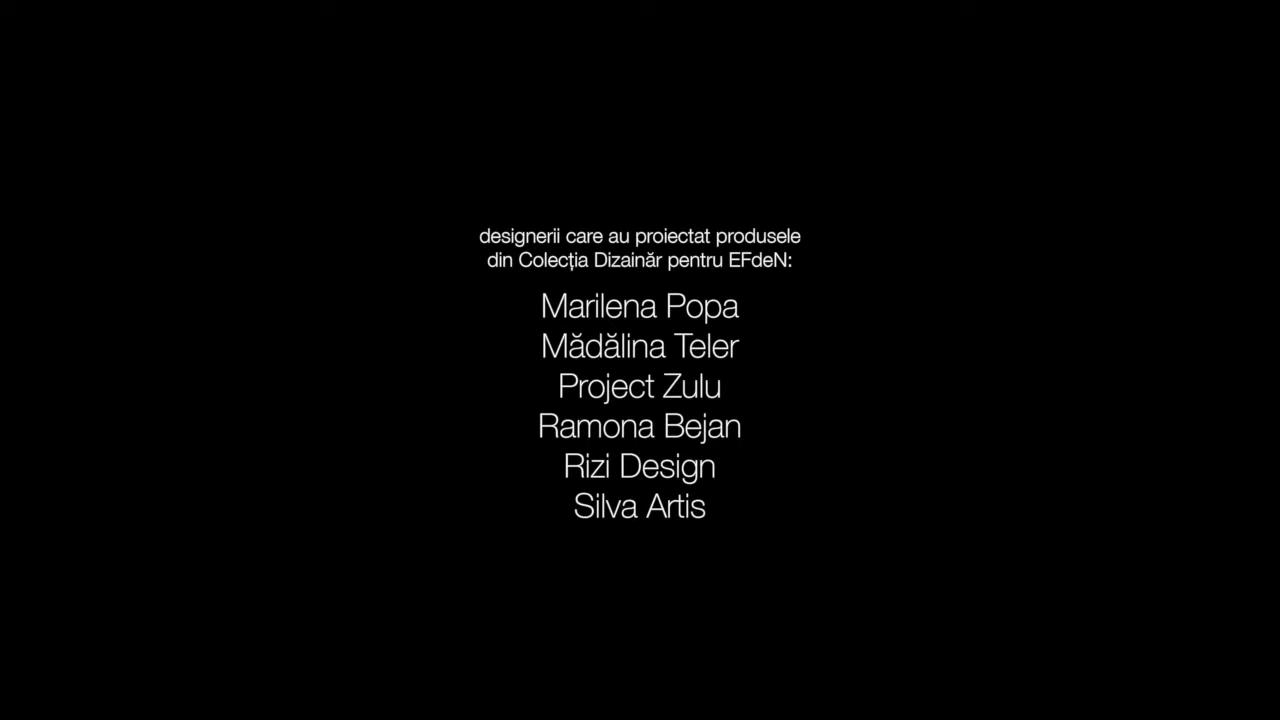 designerii care au proiectat produsele
din Colecția Dizainăr pentru EFdeN:
Marilena Popa
Mădălina Teler
Project Zulu
Ramona Bejan
Rizi Design
Silva Artis